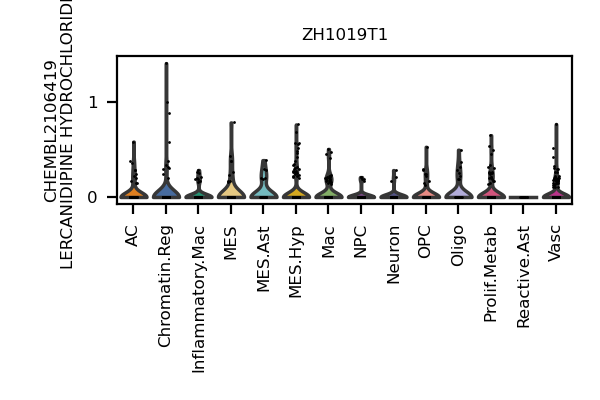 ZH1019T1
CHEMBL2106419
LERCANIDIPINE
1
0
AC
Chromatin.Reg
Inflammatory.Mac
MES
MES.Ast
MES.Hyp
Mac
NPC
Neuron
OPC
Oligo
Prolif.Metab
Reactive.Ast
Vasc